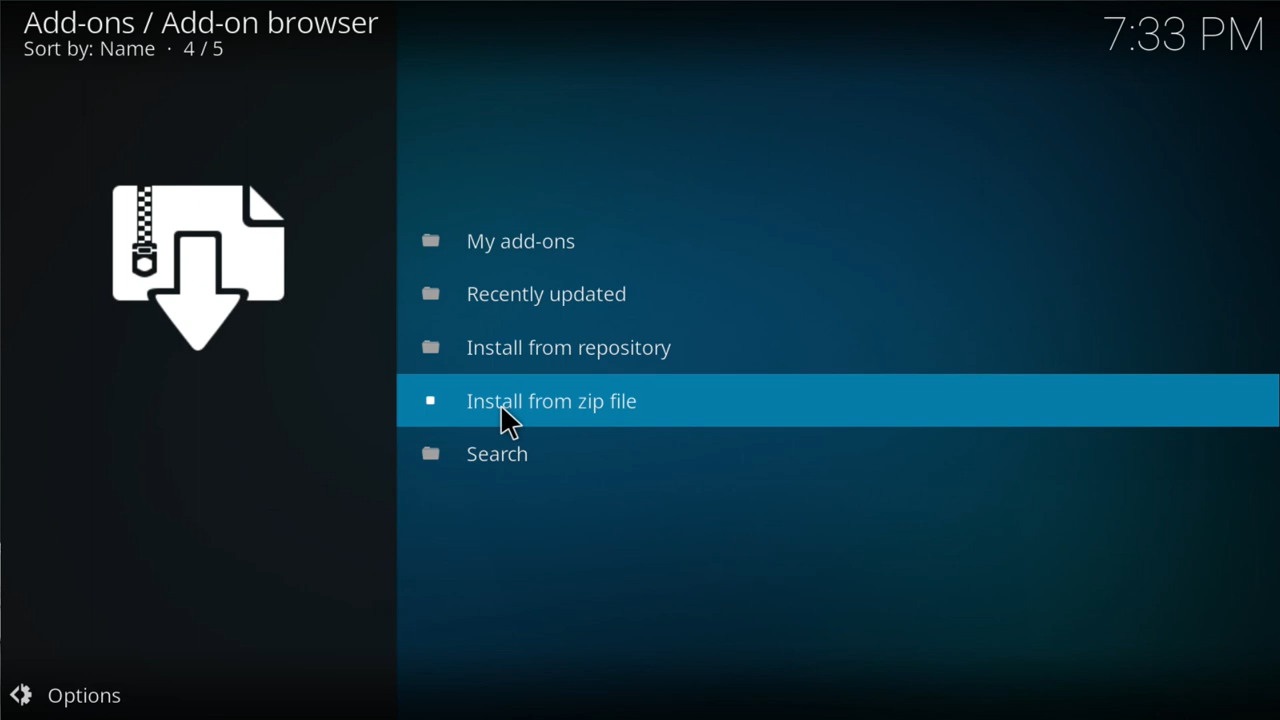 Add-ons / Add-on browser
Sort by: Name · 4 / 5
7:33 PM
My add-ons
Recently updated
Install from repository
Install from zip file
Search
Options